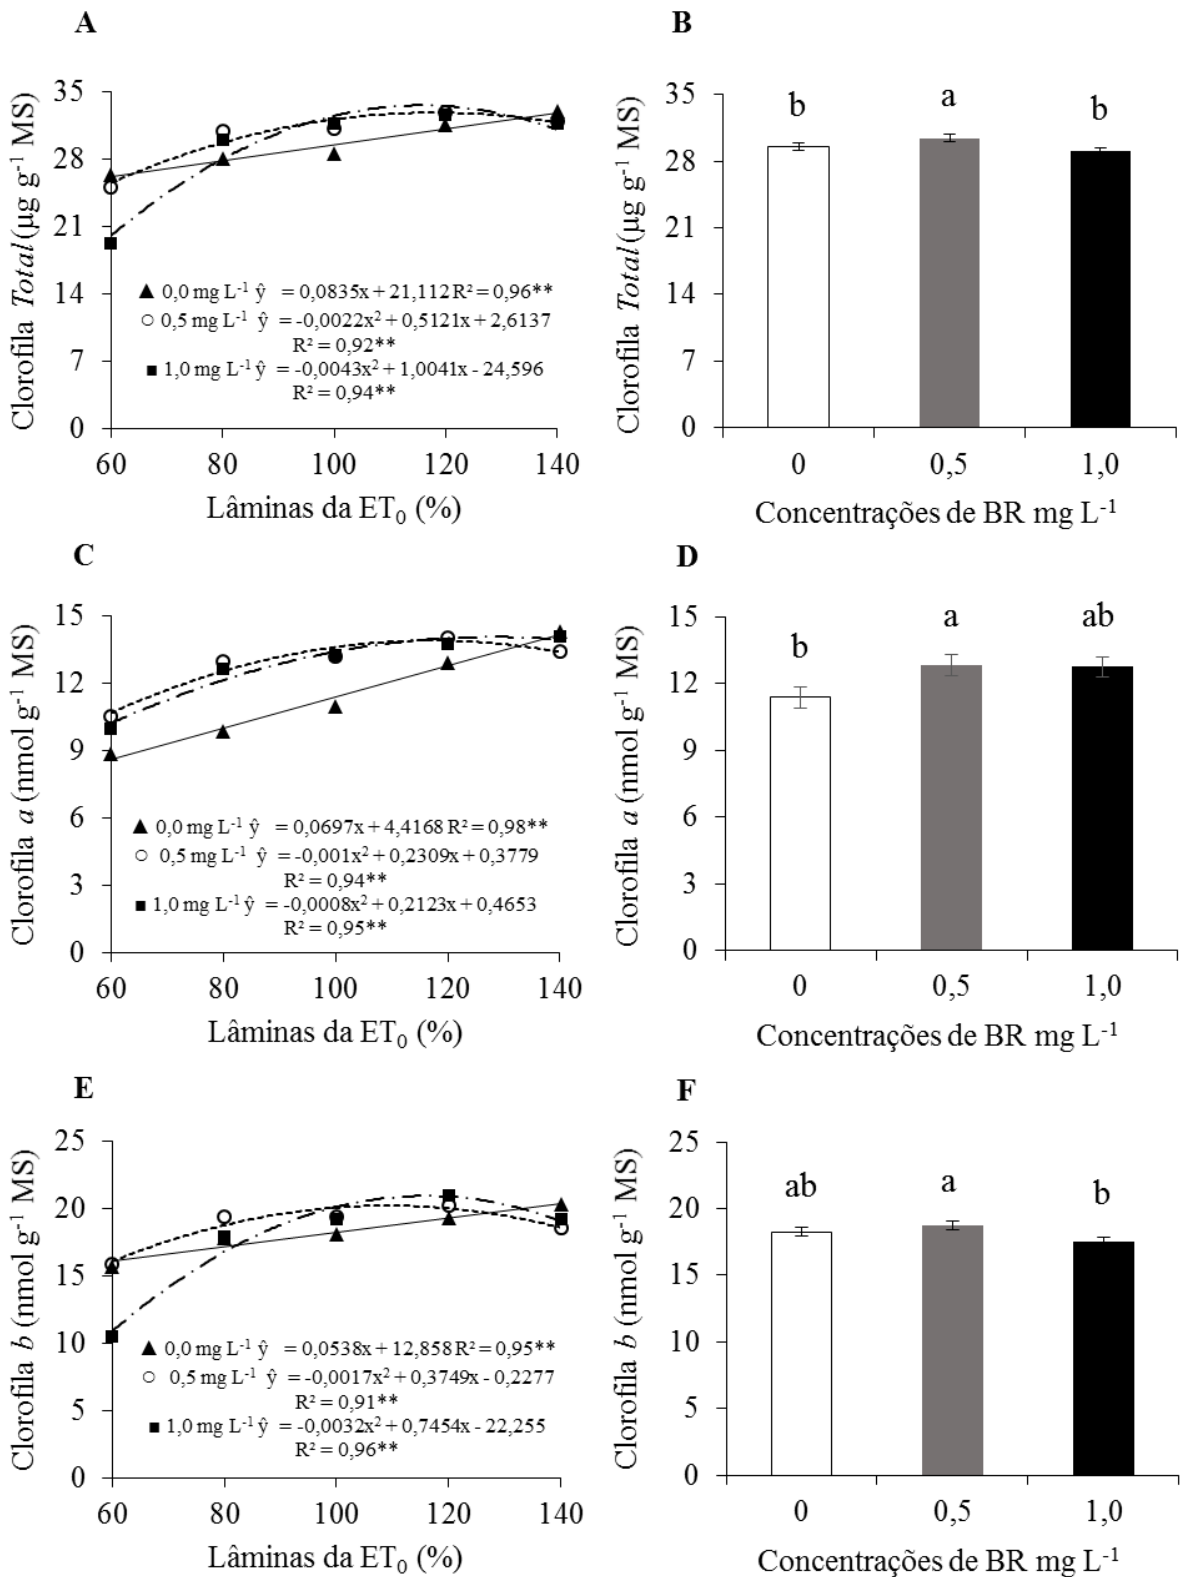 A
Clorofila Total (µg g⁻¹ MS)
35
28
21
14
7
0
▲ 0,0 mg L⁻¹ ŷ = 0,0835x + 21,112 R² = 0,96**
○ 0,5 mg L⁻¹ ŷ = -0,0022x² + 0,5121x + 2,6137
R² = 0,92**
■ 1,0 mg L⁻¹ ŷ = -0,0043x² + 1,0041x - 24,596
R² = 0,94**
60 80 100 120 140
Lâminas da ET₀ (%)
B
Clorofila Total (µg g⁻¹ MS)
35
28
21
14
7
0
b a b
0 0,5 1,0
Concentrações de BR mg L⁻¹
C
Clorofila a (nmol g⁻¹ MS)
15
12
9
6
3
0
▲ 0,0 mg L⁻¹ ŷ = 0,0697x + 4,4168 R² = 0,98**
○ 0,5 mg L⁻¹ ŷ = -0,001x² + 0,2309x + 0,3779
R² = 0,94**
■ 1,0 mg L⁻¹ ŷ = -0,0008x² + 0,2123x + 0,4653
R² = 0,95**
60 80 100 120 140
Lâminas da ET₀ (%)
D
Clorofila a (nmol g⁻¹ MS)
15
12
9
6
3
0
b a ab
0 0,5 1,0
Concentrações de BR mg L⁻¹
E
Clorofila b (nmol g⁻¹ MS)
25
20
15
10
5
0
▲ 0,0 mg L⁻¹ ŷ = 0,0538x + 12,858 R² = 0,95**
○ 0,5 mg L⁻¹ ŷ = -0,0017x² + 0,3749x - 0,2277
R² = 0,91**
■ 1,0 mg L⁻¹ ŷ = -0,0032x² + 0,7454x - 22,255
R² = 0,96**
60 80 100 120 140
Lâminas da ET₀ (%)
F
Clorofila b (nmol g⁻¹ MS)
25
20
15
10
5
0
ab a b
0 0,5 1,0
Concentrações de BR mg L⁻¹